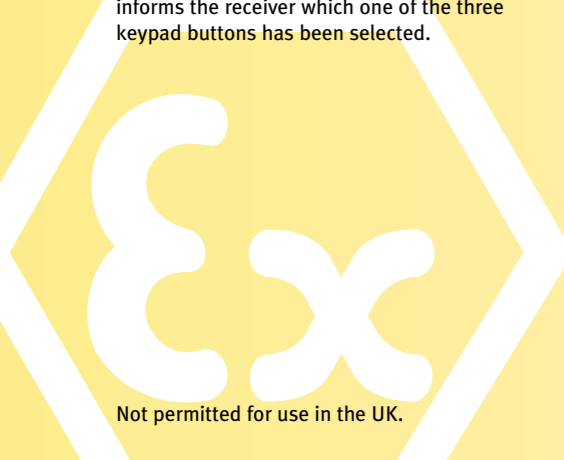 informs the receiver which one of the three
keypad buttons has been selected.
Ex
Not permitted for use in the UK.